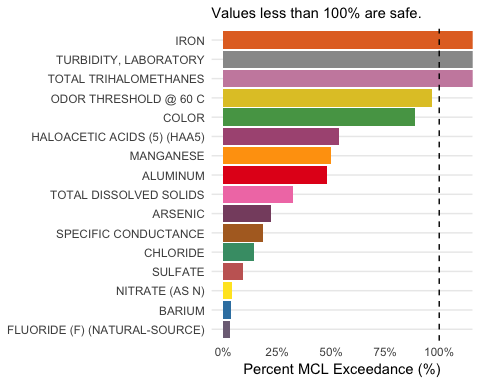 Values less than 100% are safe.
IRON
TURBIDITY, LABORATORY
TOTAL TRIHALOMETHANES
ODOR THRESHOLD @ 60 C
COLOR
HALOACETIC ACIDS (5) (HAA5)
MANGANESE
ALUMINUM
TOTAL DISSOLVED SOLIDS
ARSENIC
SPECIFIC CONDUCTANCE
CHLORIDE
SULFATE
NITRATE (AS N)
BARIUM
FLUORIDE (F) (NATURAL-SOURCE)
0% 25% 50% 75% 100%
Percent MCL Exceedance (%)